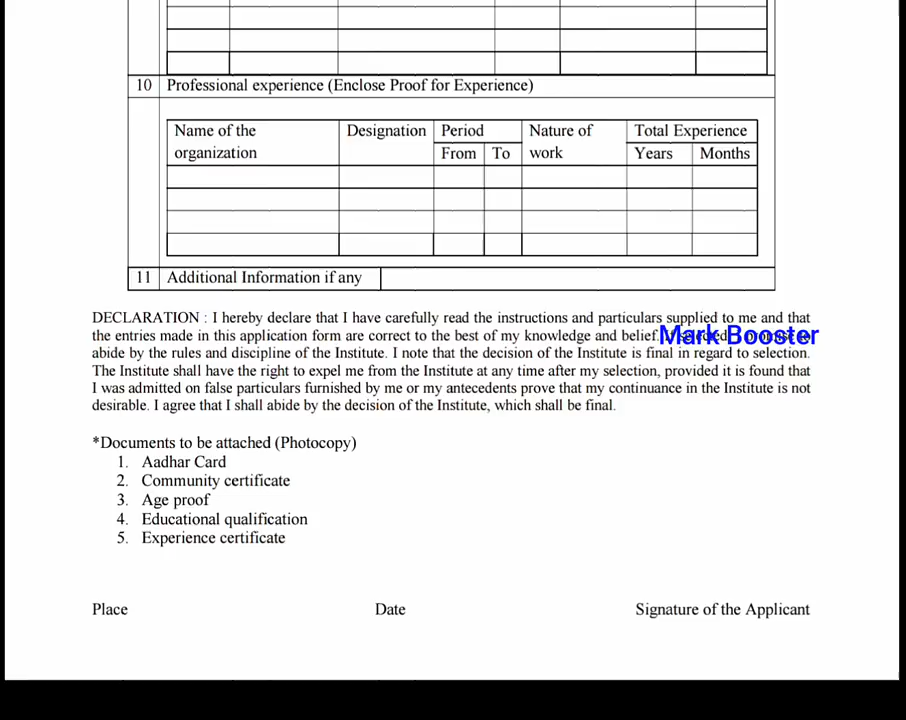 10 Professional experience (Enclose Proof for Experience)
Name of the organization Designation Period Nature of work Total Experience
From To Years Months
11 Additional Information if any
DECLARATION : I hereby declare that I have carefully read the instructions and particulars supplied to me and that
the entries made in this application form are correct to the best of my knowledge and belief.
Mark Booster
abide by the rules and discipline of the Institute. I note that the decision of the Institute is final in regard to selection.
The Institute shall have the right to expel me from the Institute at any time after my selection, provided it is found that
I was admitted on false particulars furnished by me or my antecedents prove that my continuance in the Institute is not
desirable. I agree that I shall abide by the decision of the Institute, which shall be final.
*Documents to be attached (Photocopy)
1. Aadhar Card
2. Community certificate
3. Age proof
4. Educational qualification
5. Experience certificate
Place Date Signature of the Applicant